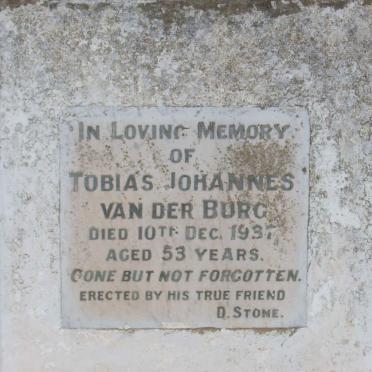 IN LOVING MEMORY
OF
TOBIAS JOHANNES
VAN DER BURG
DIED 10TH DEC. 1937
AGED 53 YEARS.
GONE BUT NOT FORGOTTEN.
ERECTED BY HIS TRUE FRIEND
D. STONE.